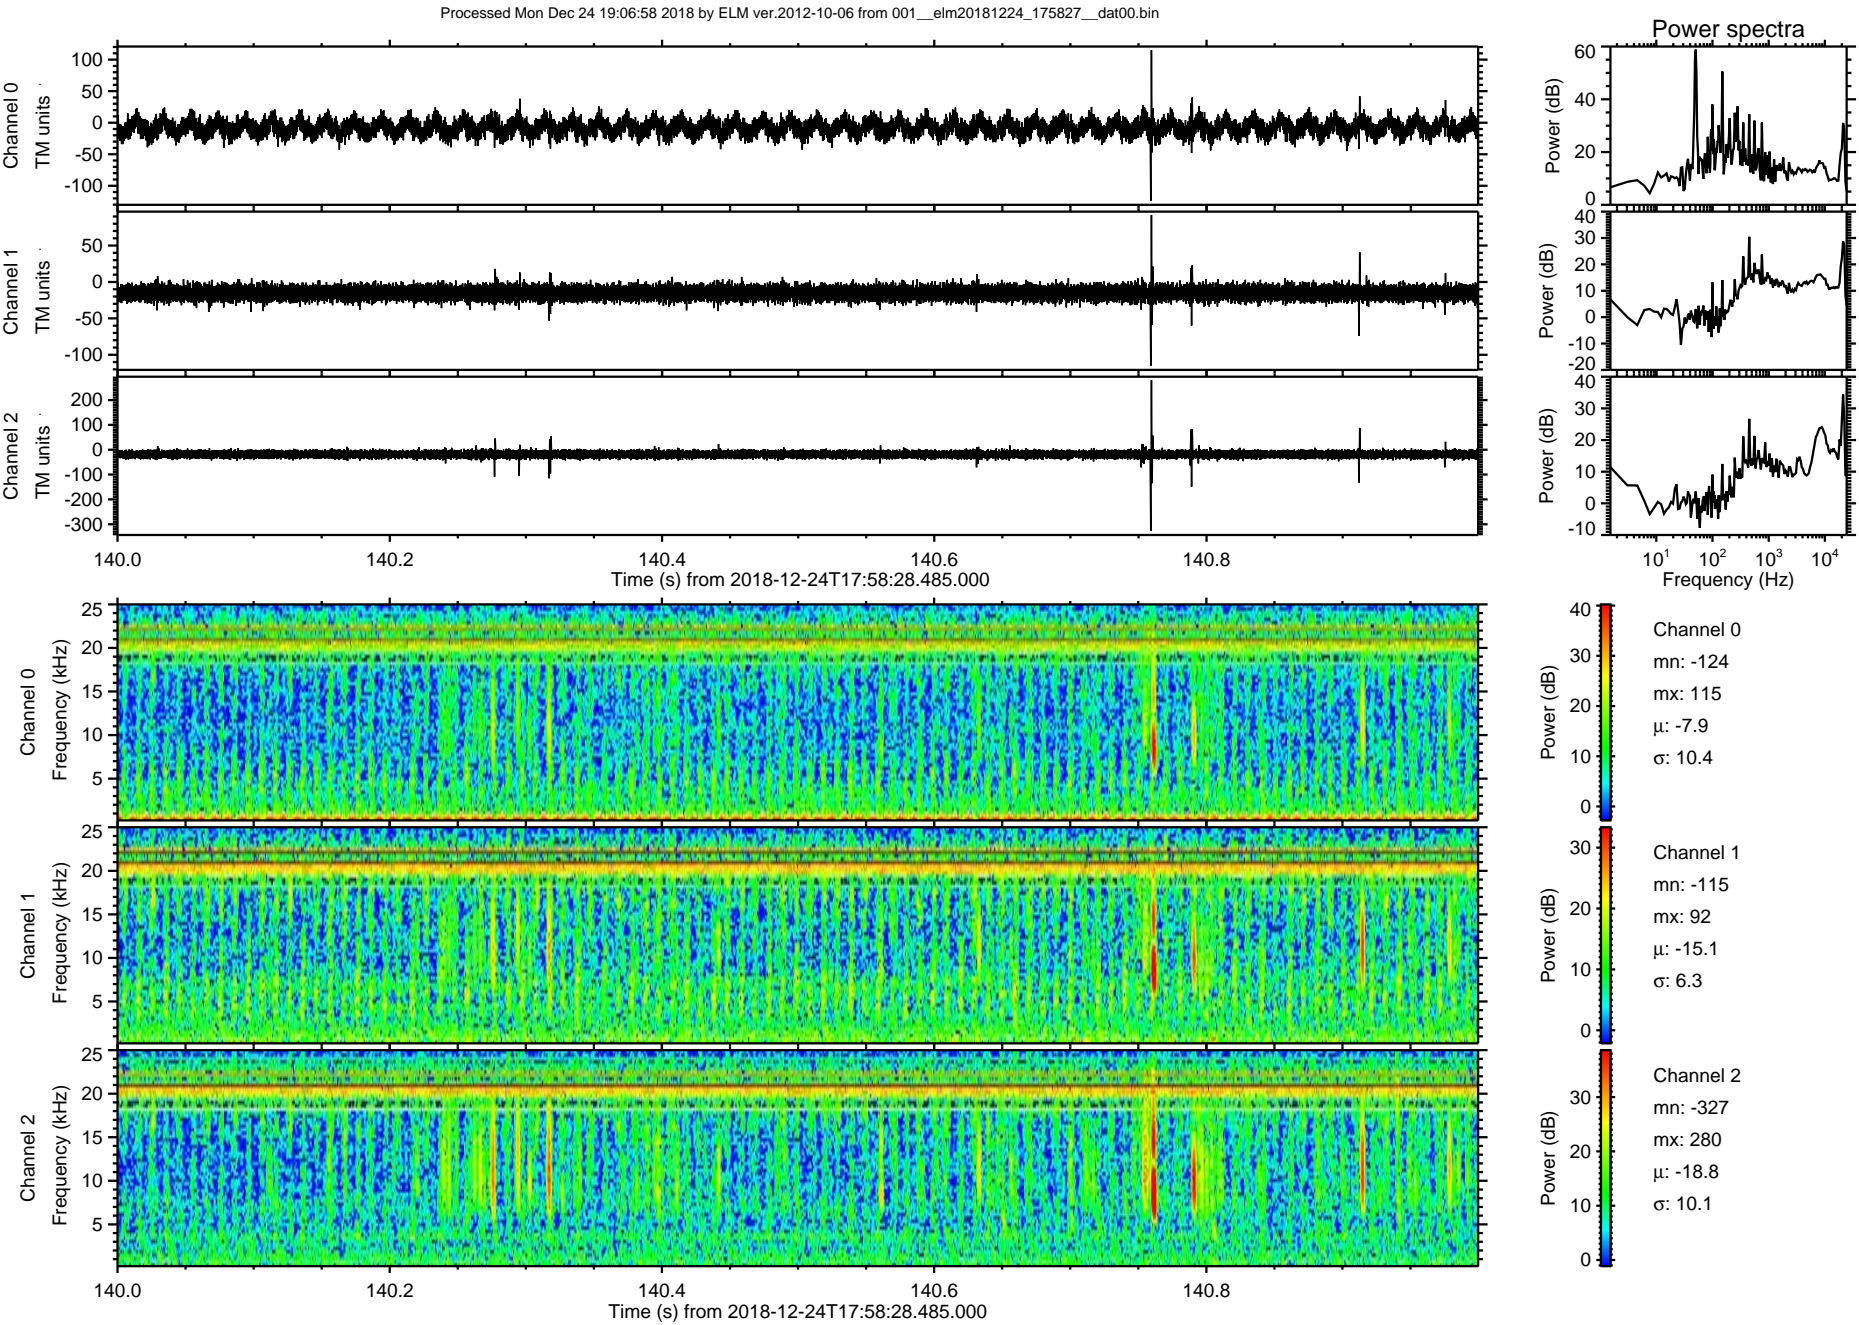 Processed Mon Dec 24 19:06:58 2018 by ELM ver.2012-10-06 from 001__elm20181224_175827__dat00.bin
Power spectra
Channel 0
TM units
100
50
0
-50
-100
Power (dB)
60
40
20
0
Channel 1
TM units
50
0
-50
-100
Power (dB)
40
30
20
10
0
-10
-20
Channel 2
TM units
200
100
0
-100
-200
-300
Power (dB)
40
30
20
10
0
-10
140.0 140.2 140.4 140.6 140.8
Time (s) from 2018-12-24T17:58:28.485.000
10^1 10^2 10^3 10^4
Frequency (Hz)
Channel 0
Frequency (kHz)
25
20
15
10
5
Power (dB)
40
30
20
10
0
Channel 0
mn: -124
mx: 115
μ: -7.9
σ: 10.4
Channel 1
Frequency (kHz)
25
20
15
10
5
Power (dB)
30
20
10
0
Channel 1
mn: -115
mx: 92
μ: -15.1
σ: 6.3
Channel 2
Frequency (kHz)
25
20
15
10
5
Power (dB)
30
20
10
0
Channel 2
mn: -327
mx: 280
μ: -18.8
σ: 10.1
140.0 140.2 140.4 140.6 140.8
Time (s) from 2018-12-24T17:58:28.485.000